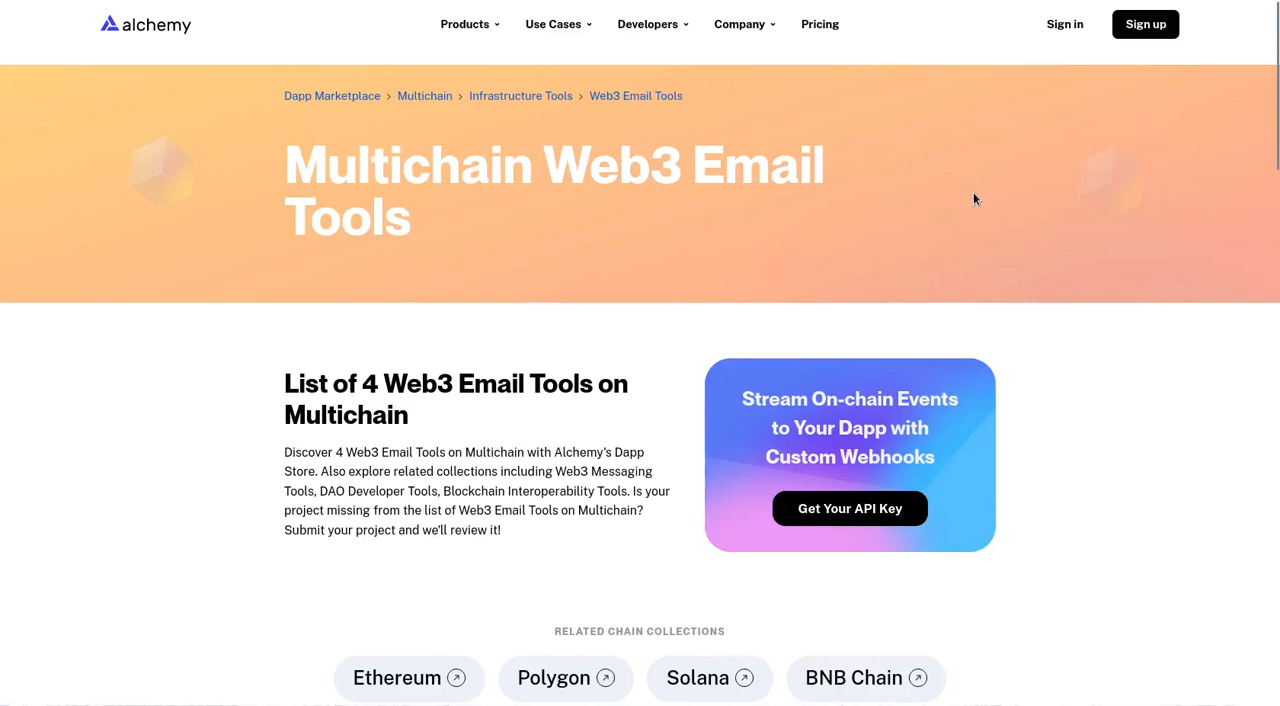 alchemy
Products
Use Cases
Developers
Company
Pricing
Sign in
Sign up
Dapp Marketplace › Multichain › Infrastructure Tools › Web3 Email Tools
Multichain Web3 Email
Tools
List of 4 Web3 Email Tools on
Multichain
Discover 4 Web3 Email Tools on Multichain with Alchemy's Dapp
Store. Also explore related collections including Web3 Messaging
Tools, DAO Developer Tools, Blockchain Interoperability Tools. Is your
project missing from the list of Web3 Email Tools on Multichain?
Submit your project and we'll review it!
Stream On-chain Events
to Your Dapp with
Custom Webhooks
Get Your API Key
RELATED CHAIN COLLECTIONS
Ethereum
Polygon
Solana
BNB Chain